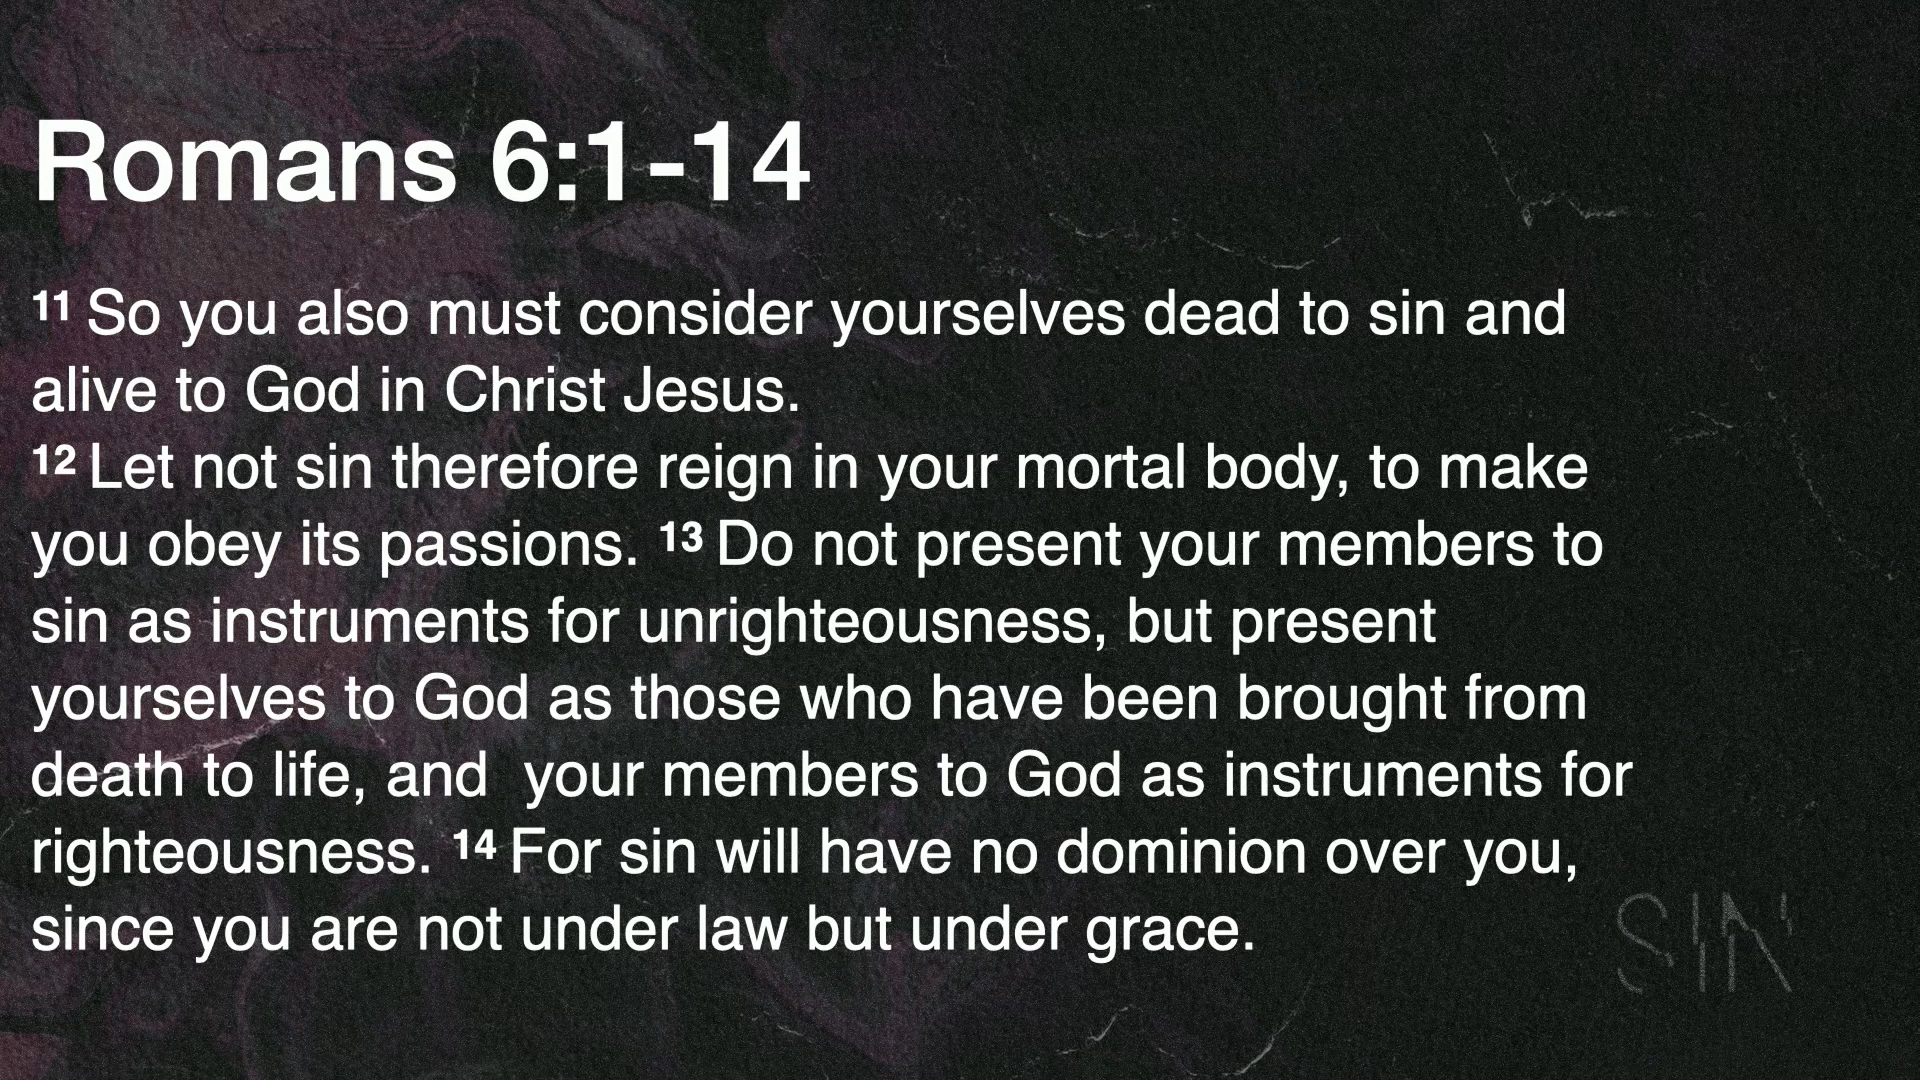 Romans 6:1-14
11 So you also must consider yourselves dead to sin and
alive to God in Christ Jesus.
12 Let not sin therefore reign in your mortal body, to make
you obey its passions. 13 Do not present your members to
sin as instruments for unrighteousness, but present
yourselves to God as those who have been brought from
death to life, and  your members to God as instruments for
righteousness. 14 For sin will have no dominion over you,
since you are not under law but under grace.
SIN